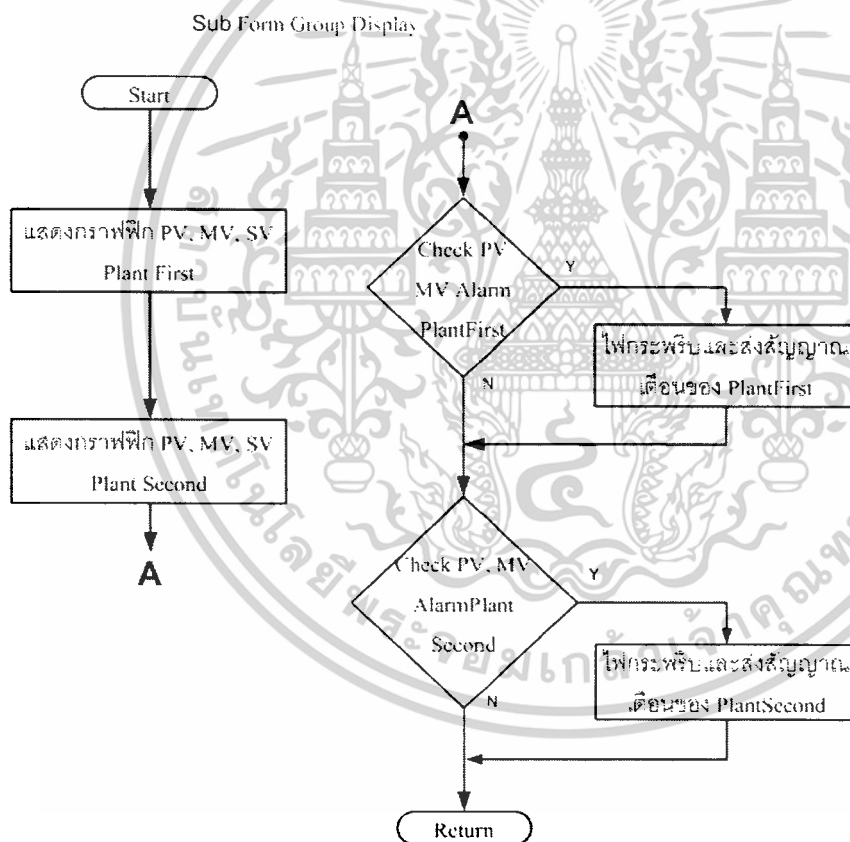 Sub Form Group Display
Start
แสดงกราฟฟิก PV, MV, SV
Plant First
แสดงกราฟฟิก PV, MV, SV
Plant Second
A
A
Check PV
MV Alarm
PlantFirst
Y
N
ไฟกระพริบและส่งสัญญาณ
เตือนของ PlantFirst
Check PV, MV
AlarmPlant
Second
Y
N
ไฟกระพริบและส่งสัญญาณ
เตือนของ PlantSecond
Return